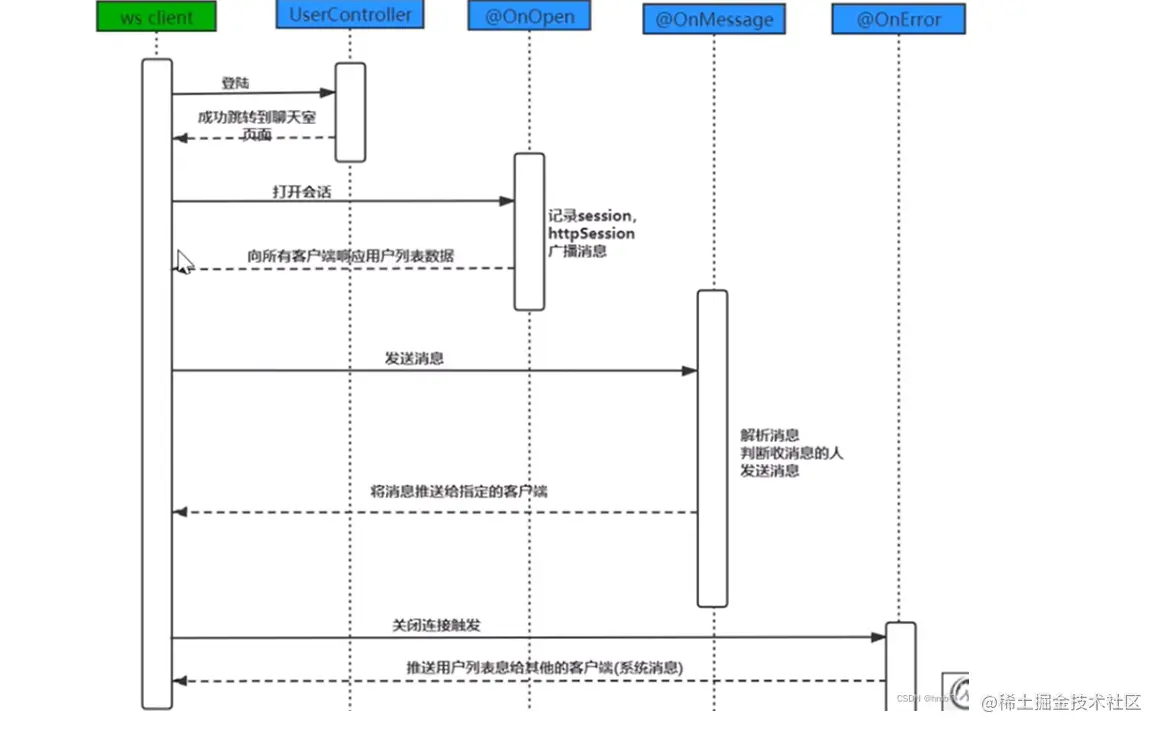 ws client
UserController
@OnOpen
@OnMessage
@OnError
登陆
成功跳转到聊天室
页面
打开会话
记录session，
httpSession
广播消息
向所有客户端响应用户列表数据
发送消息
解析消息
判断收消息的人
发送消息
将消息推送给指定的客户端
关闭连接触发
推送用户列表息给其他的客户端(系统消息)
@稀土掘金技术社区